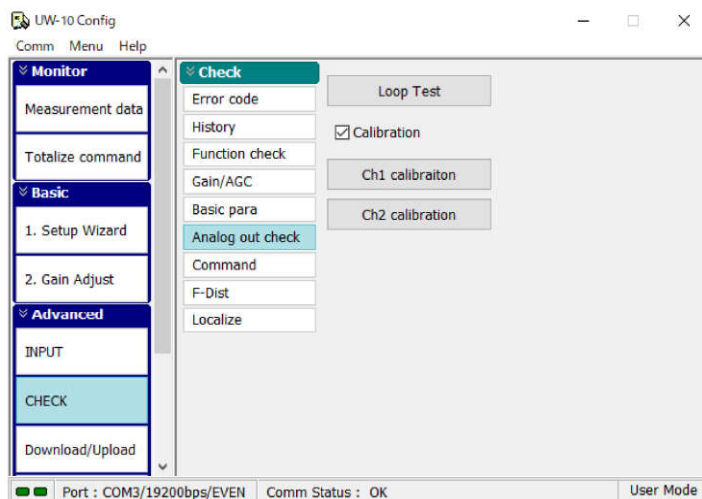 UW-10 Config
Comm Menu Help
Monitor
Measurement data
Totalize command
Basic
1. Setup Wizard
2. Gain Adjust
Advanced
INPUT
CHECK
Download/Upload
Check
Error code
History
Function check
Gain/AGC
Basic para
Analog out check
Command
F-Dist
Localize
Loop Test
Calibration
Ch1 calibraiton
Ch2 calibration
Port : COM3/19200bps/EVEN Comm Status : OK User Mode